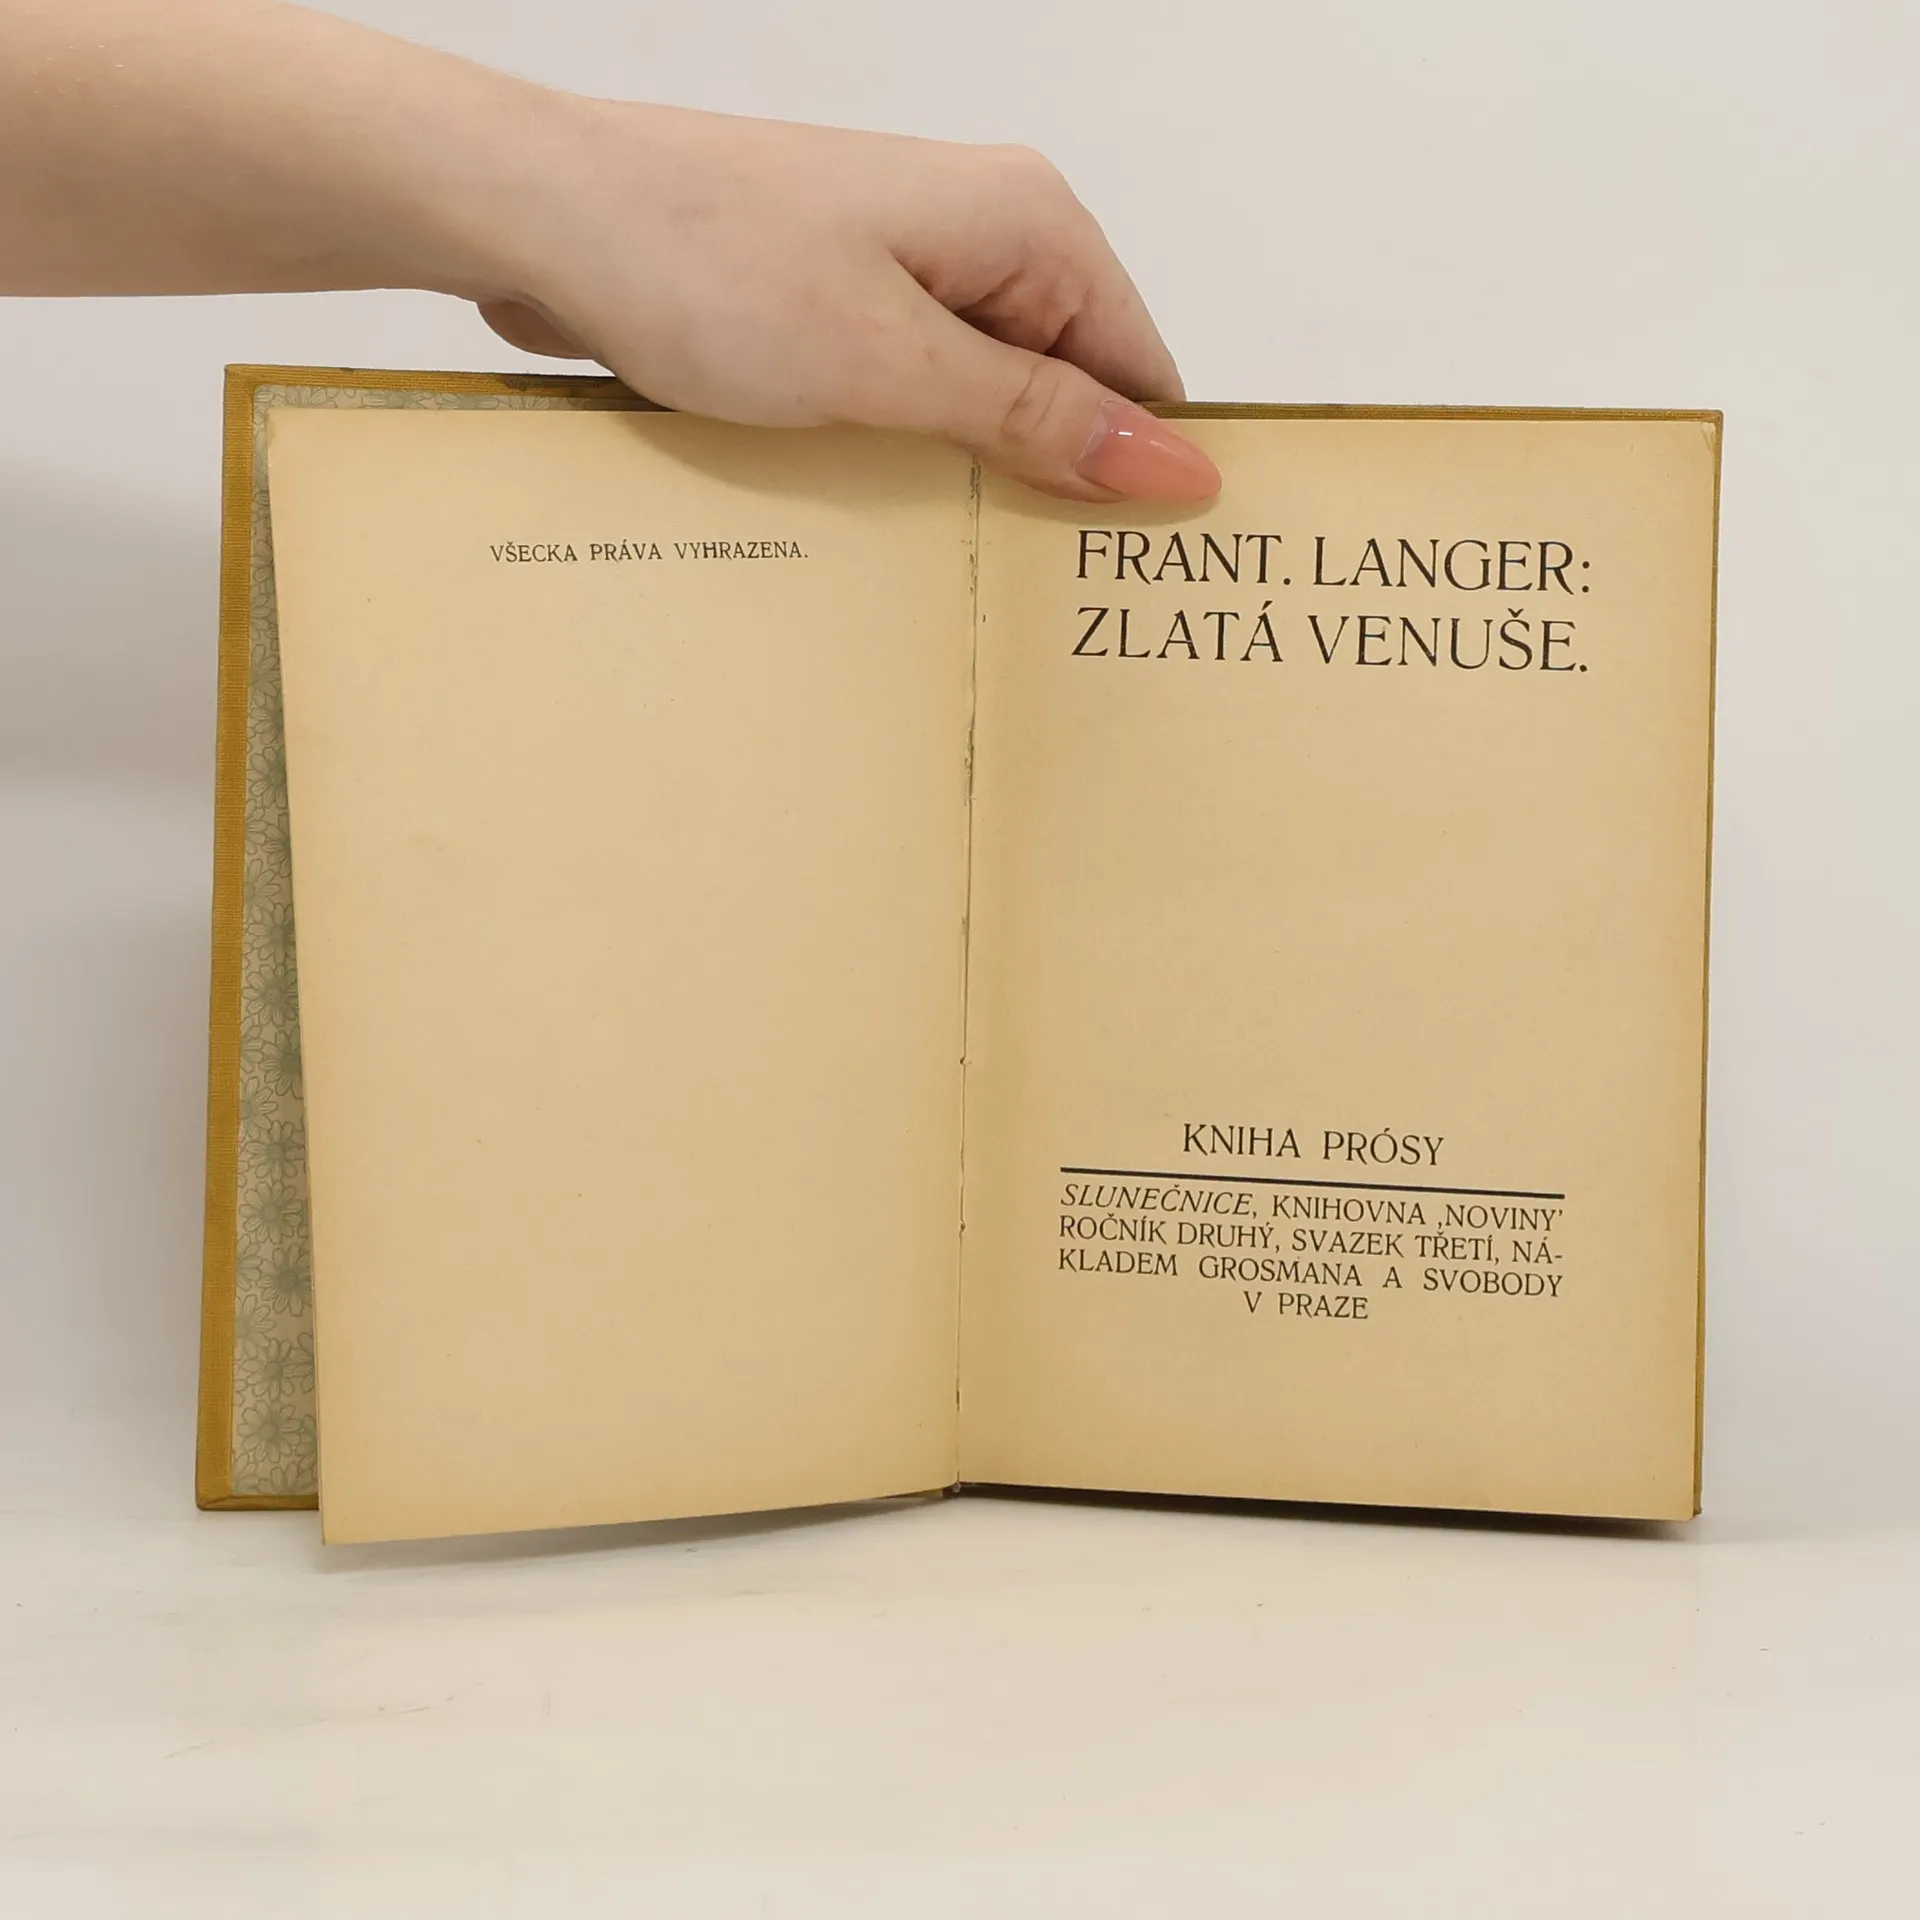 VŠECKA PRÁVA VYHRAZENA.
FRANT. LANGER:
ZLATÁ VENUŠE.
KNIHA PRÓSY
SLUNEČNICE, KNIHOVNA ‚NOVINY’
ROČNÍK DRUHÝ, SVAZEK TŘETÍ, NÁ-
KLADEM GROSMANA A SVOBODY
V PRAZE